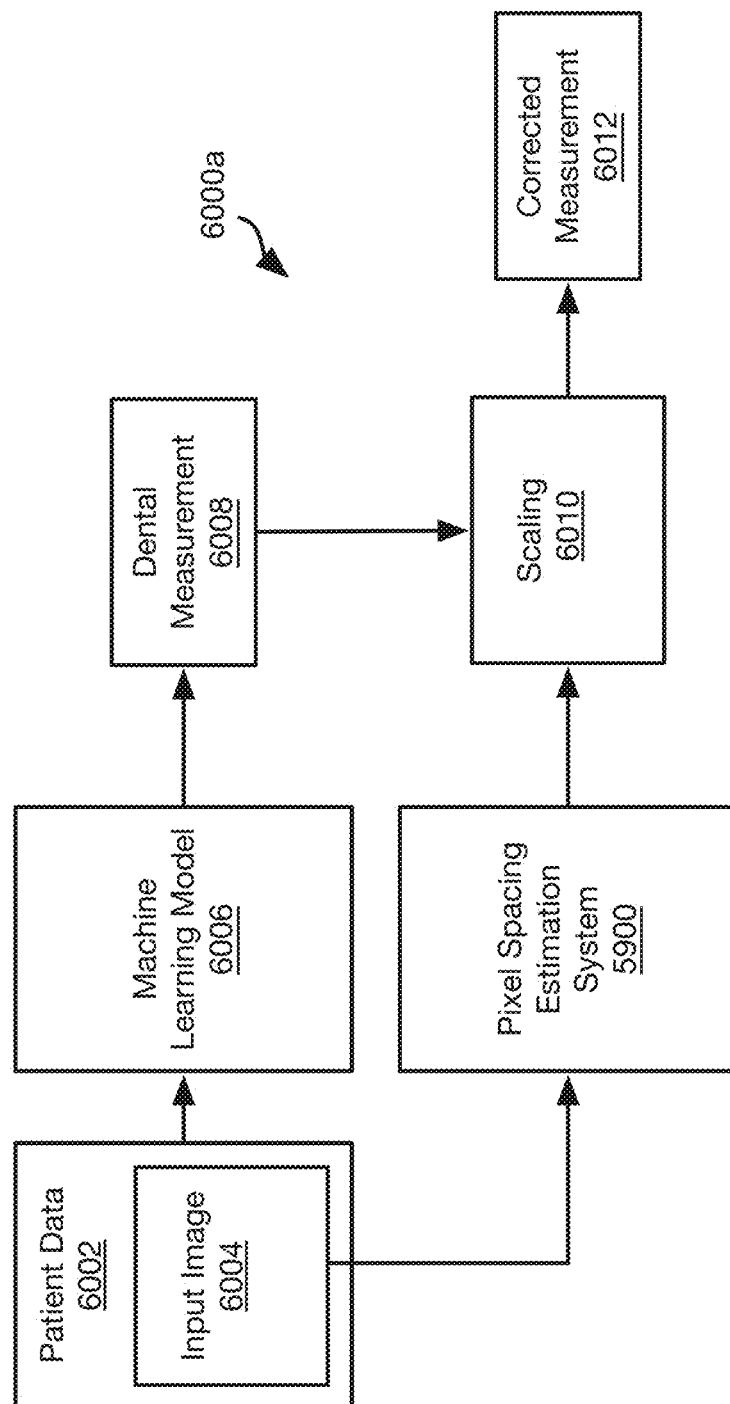 6000a
Patient Data
6002
Input Image
6004
Machine
Learning Model
6006
Dental
Measurement
6008
Pixel Spacing
Estimation
System
5900
Scaling
6010
Corrected
Measurement
6012